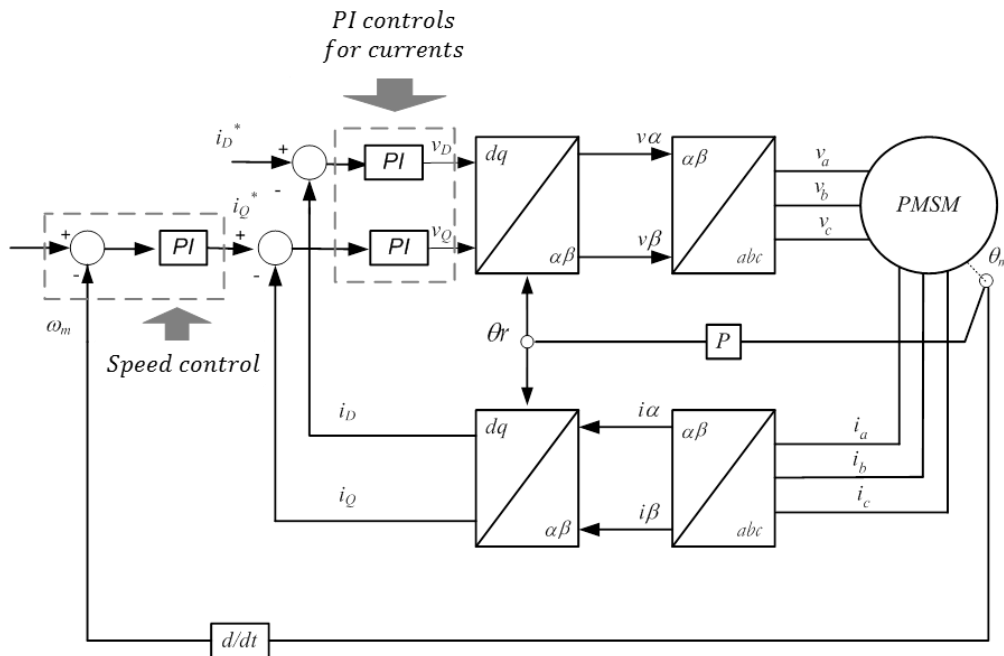 PI controls
for currents
i_D*
+
-
PI
v_D
dq
αβ
vα
vβ
αβ
abc
v_a
v_b
v_c
PMSM
i_Q*
+
-
PI
v_Q
+
-
PI
ω_m
Speed control
θr
P
i_D
i_Q
dq
αβ
iα
iβ
αβ
abc
i_a
i_b
i_c
d/dt